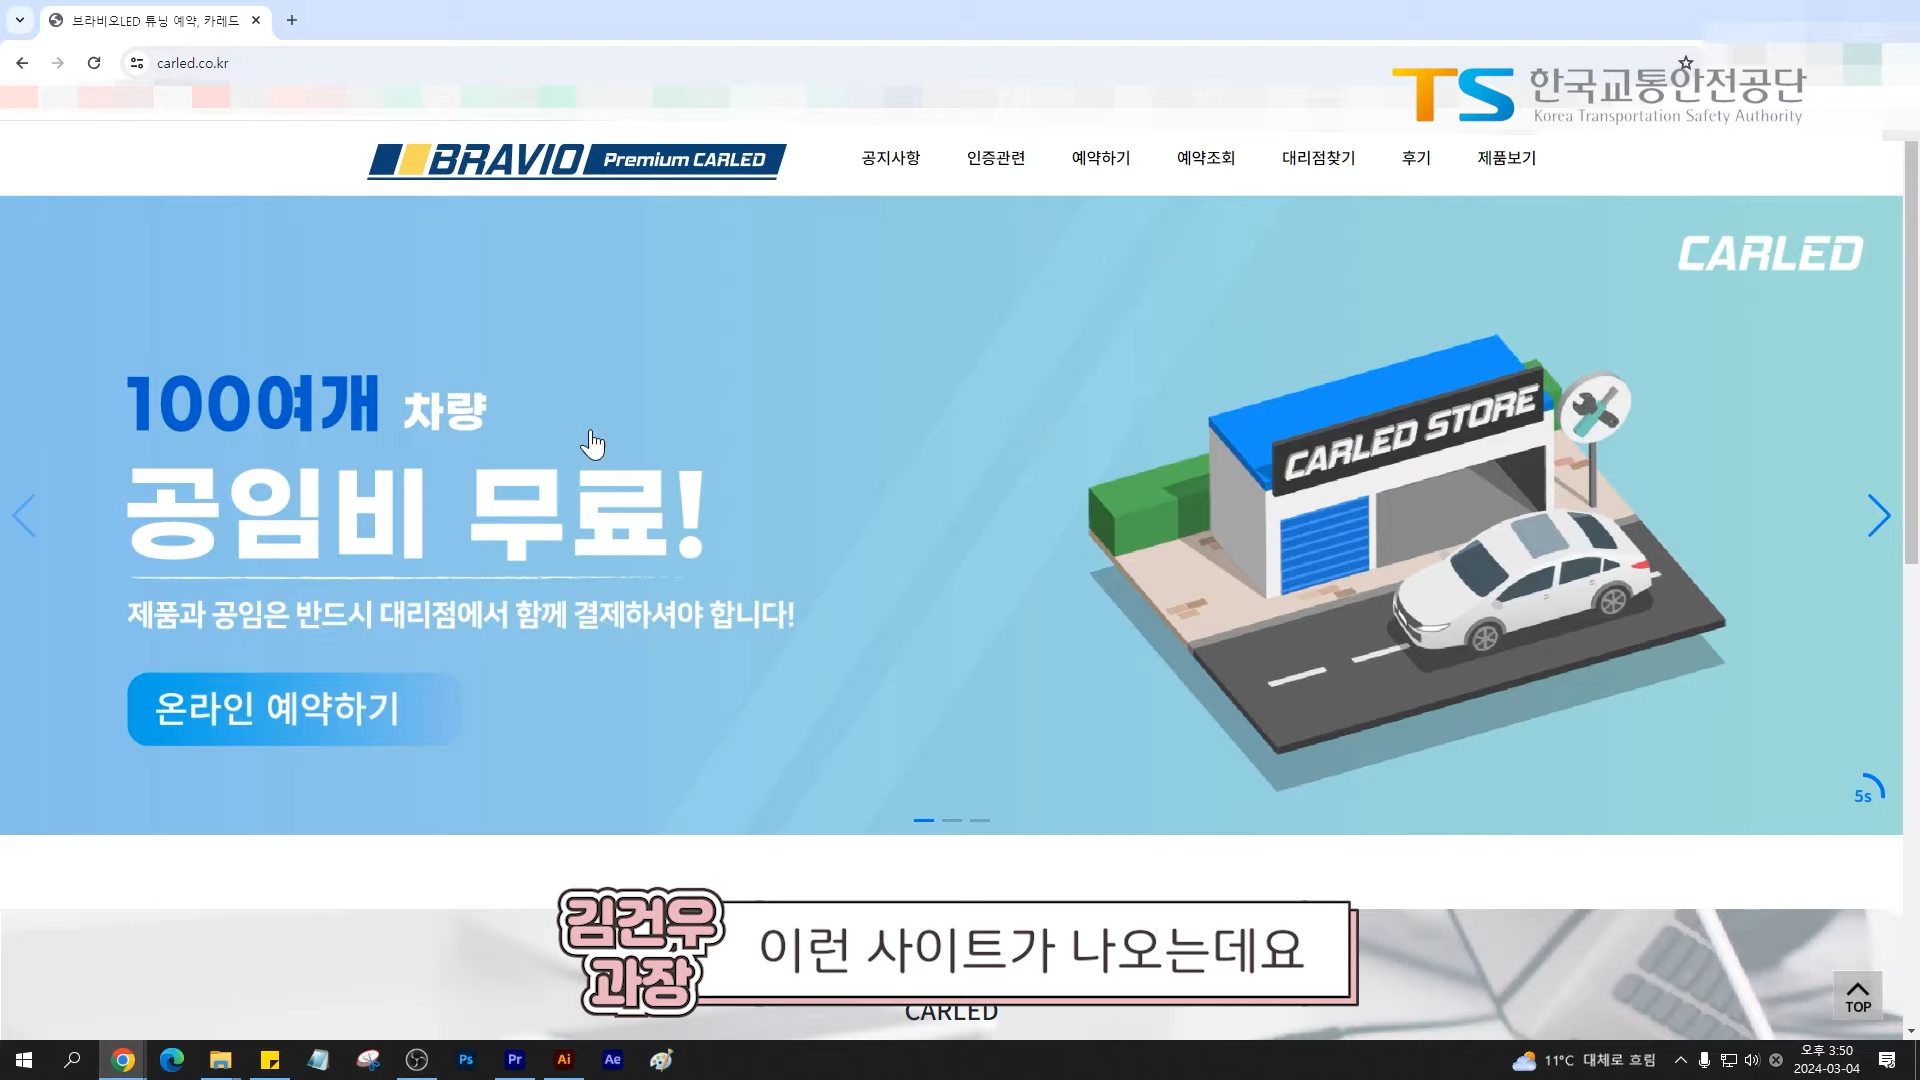 브라비오LED 튜닝 예약, 카레드
carled.co.kr
TS 한국교통안전공단
Korea Transportation Safety Authority
BRAVIO Premium CARLED
공지사항
인증관련
예약하기
예약조회
대리점찾기
후기
제품보기
CARLED
100여개 차량
공임비 무료!
제품과 공임은 반드시 대리점에서 함께 결제하셔야 합니다!
온라인 예약하기
CARLED STORE
5s
김건우
과장
이런 사이트가 나오는데요
CARLED
TOP
Ps
Pr
Ai
Ae
11°C 대체로 흐림
오후 3:50
2024-03-04